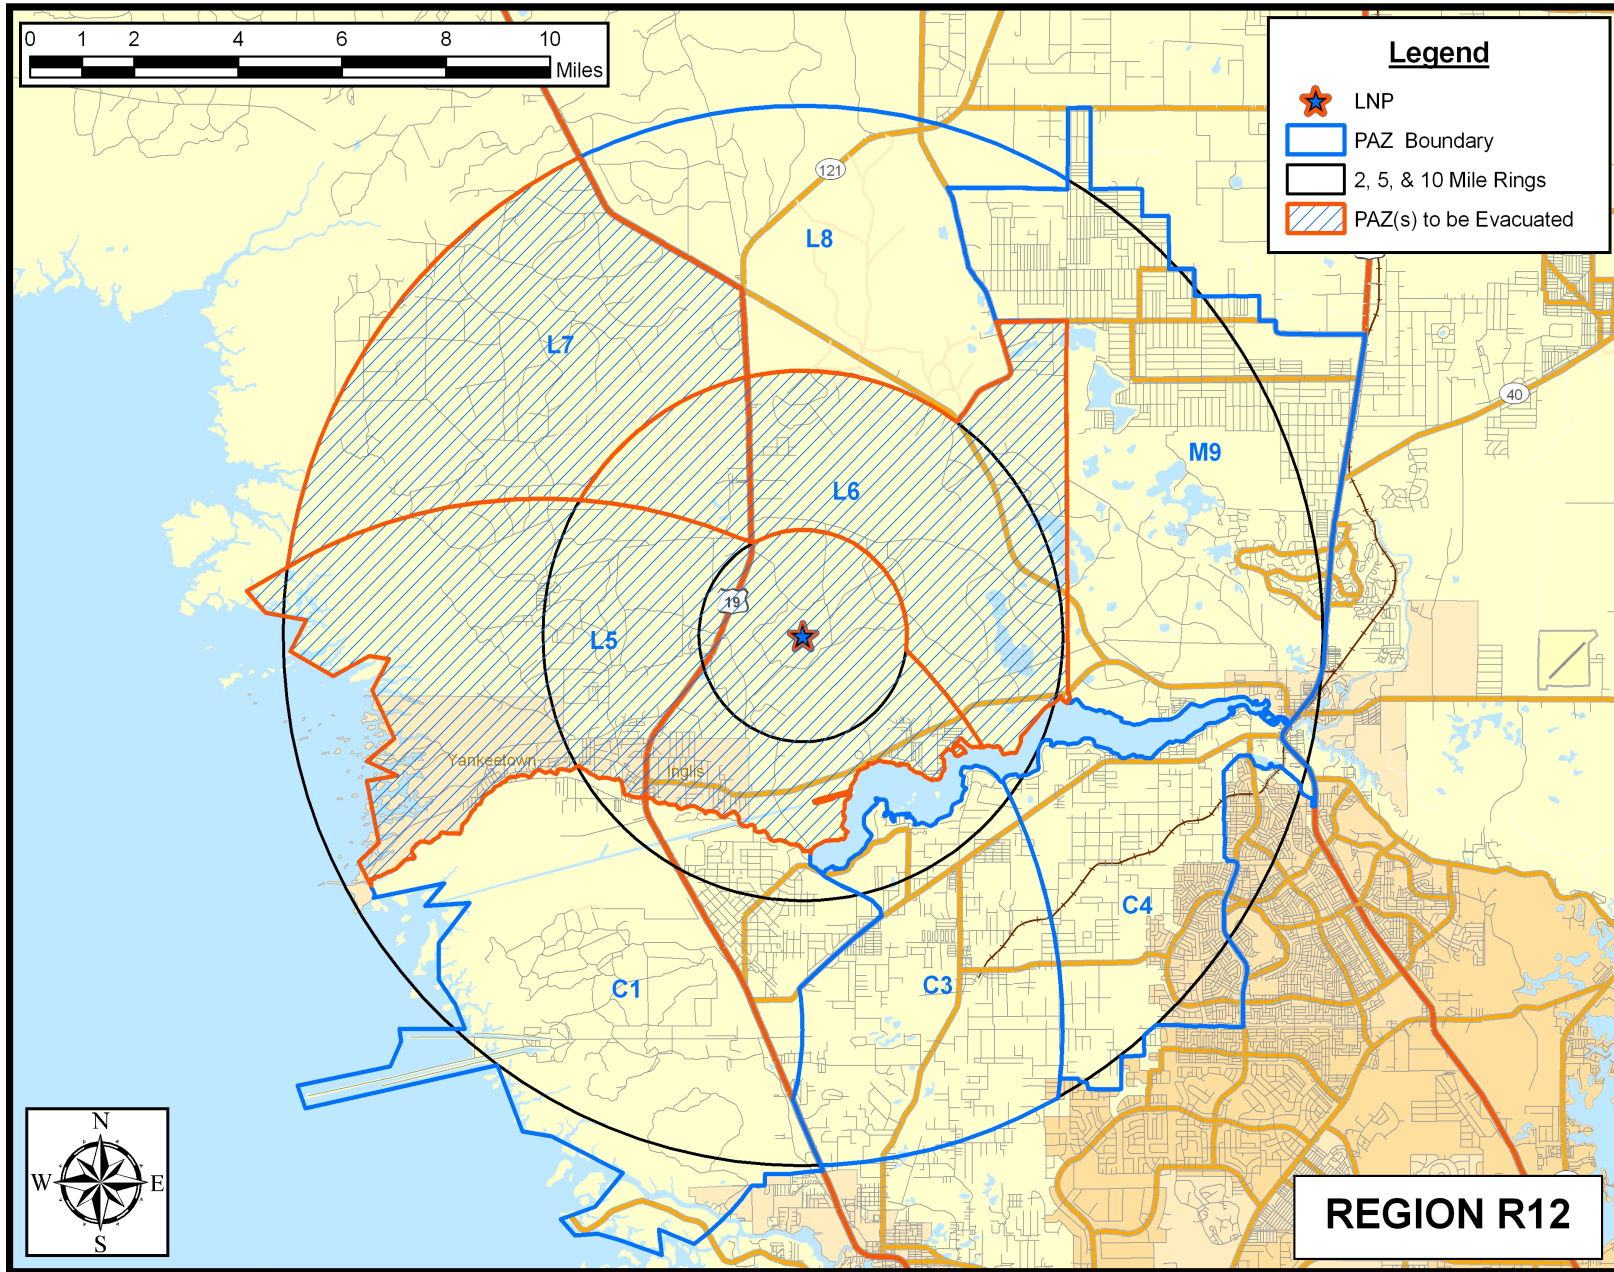 0 1 2 4 6 8 10
Miles
Legend
LNP
PAZ Boundary
2, 5, & 10 Mile Rings
PAZ(s) to be Evacuated
121
L8
L7
40
M9
L6
19
L5
Yankeetown
Inglis
C4
C3
C1
N
W E
S
REGION R12